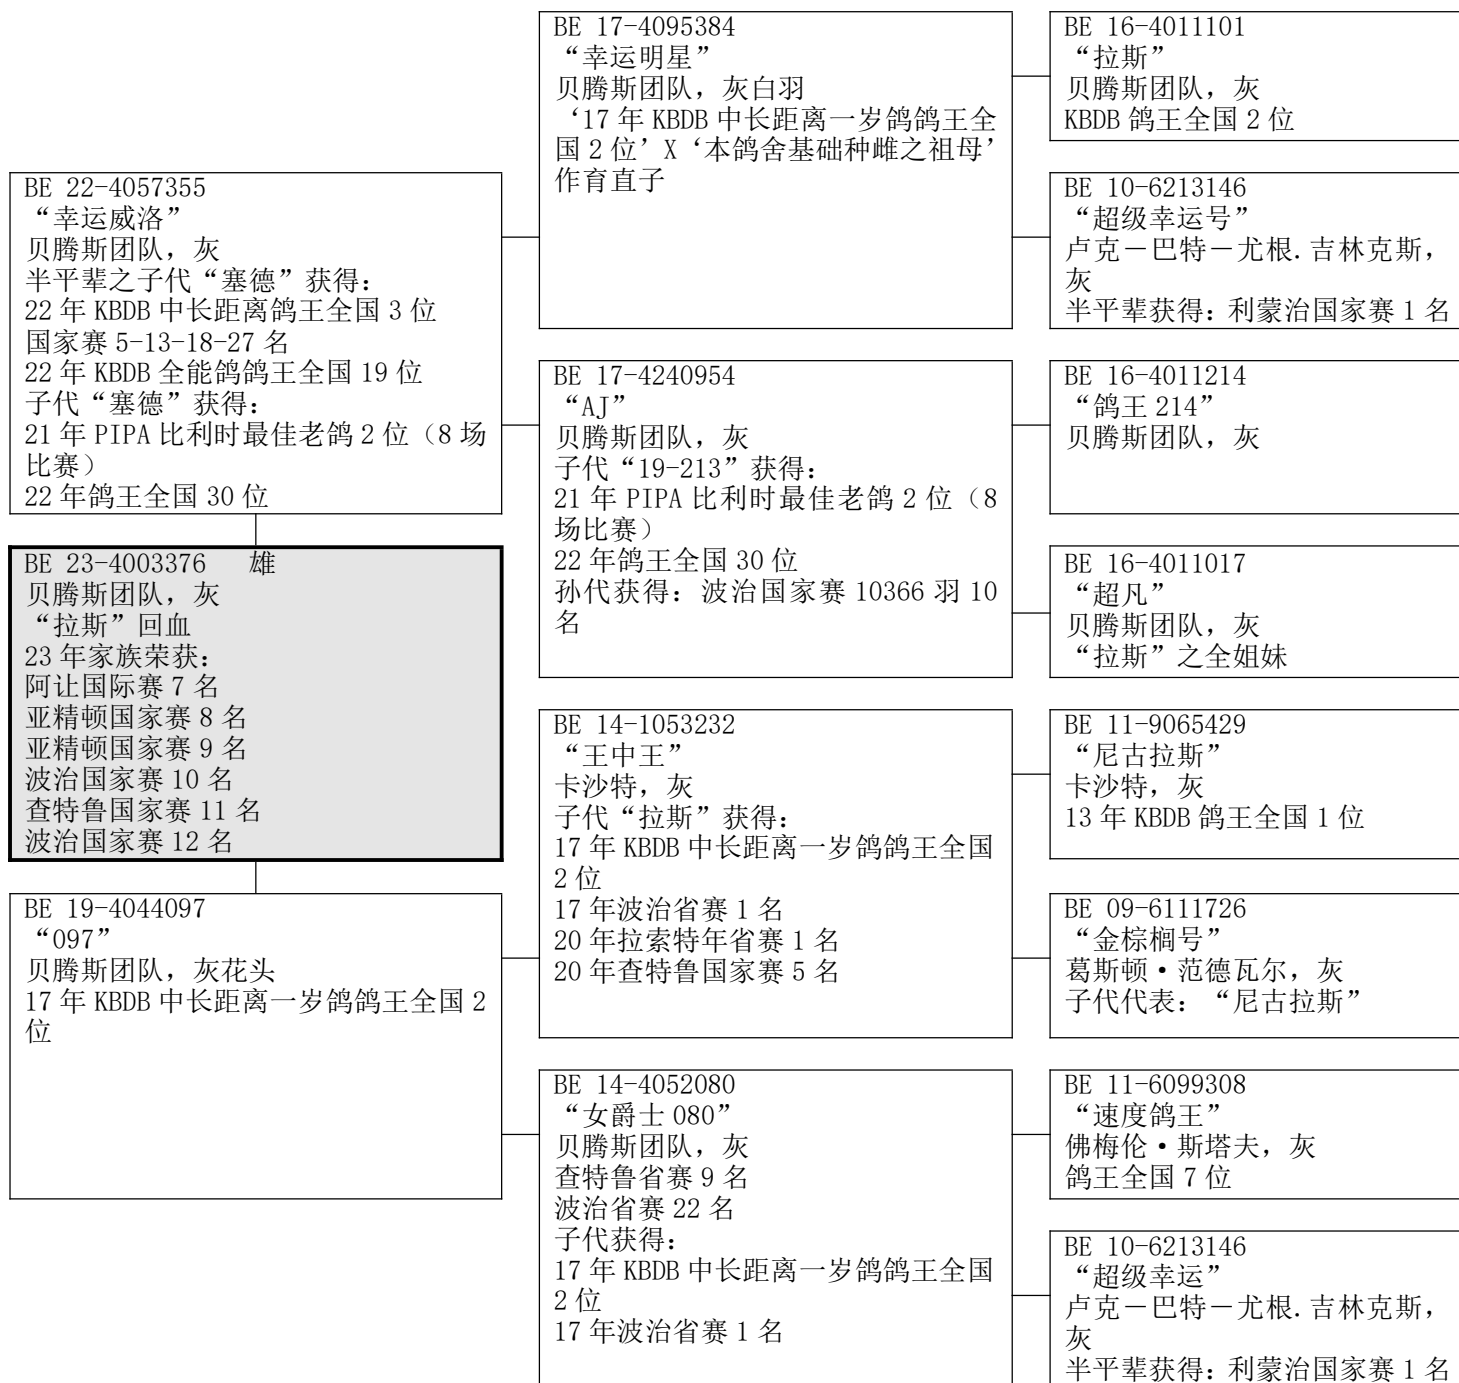 BE 22-4057355
“幸运威洛”
贝腾斯团队，灰
半平辈之子代“塞德”获得：
22 年 KBDB 中长距离鸽王全国 3 位
国家赛 5-13-18-27 名
22 年 KBDB 全能鸽鸽王全国 19 位
子代“塞德”获得：
21 年 PIPA 比利时最佳老鸽 2 位（8 场
比赛）
22 年鸽王全国 30 位
BE 23-4003376 雄
贝腾斯团队，灰
“拉斯”回血
23 年家族荣获：
阿让国际赛 7 名
亚精顿国家赛 8 名
亚精顿国家赛 9 名
波治国家赛 10 名
查特鲁国家赛 11 名
波治国家赛 12 名
BE 19-4044097
“097”
贝腾斯团队，灰花头
17 年 KBDB 中长距离一岁鸽鸽王全国 2
位
BE 17-4095384
“幸运明星”
贝腾斯团队，灰白羽
‘17 年 KBDB 中长距离一岁鸽鸽王全
国 2 位’X‘本鸽舍基础种雌之祖母’
作育直子
BE 17-4240954
“AJ”
贝腾斯团队，灰
子代“19-213”获得：
21 年 PIPA 比利时最佳老鸽 2 位（8
场比赛）
22 年鸽王全国 30 位
孙代获得：波治国家赛 10366 羽 10
名
BE 14-1053232
“王中王”
卡沙特，灰
子代“拉斯”获得：
17 年 KBDB 中长距离一岁鸽鸽王全国
2 位
17 年波治省赛 1 名
20 年拉索特年省赛 1 名
20 年查特鲁国家赛 5 名
BE 14-4052080
“女爵士 080”
贝腾斯团队，灰
查特鲁省赛 9 名
波治省赛 22 名
子代获得：
17 年 KBDB 中长距离一岁鸽鸽王全国
2 位
17 年波治省赛 1 名
BE 16-4011101
“拉斯”
贝腾斯团队，灰
KBDB 鸽王全国 2 位
BE 10-6213146
“超级幸运号”
卢克－巴特－尤根.吉林克斯，
灰
半平辈获得：利蒙治国家赛 1 名
BE 16-4011214
“鸽王 214”
贝腾斯团队，灰
BE 16-4011017
“超凡”
贝腾斯团队，灰
“拉斯”之全姐妹
BE 11-9065429
“尼古拉斯”
卡沙特，灰
13 年 KBDB 鸽王全国 1 位
BE 09-6111726
“金棕榈号”
葛斯顿·范德瓦尔，灰
子代代表：“尼古拉斯”
BE 11-6099308
“速度鸽王”
佛梅伦·斯塔夫，灰
鸽王全国 7 位
BE 10-6213146
“超级幸运”
卢克－巴特－尤根.吉林克斯，
灰
半平辈获得：利蒙治国家赛 1 名